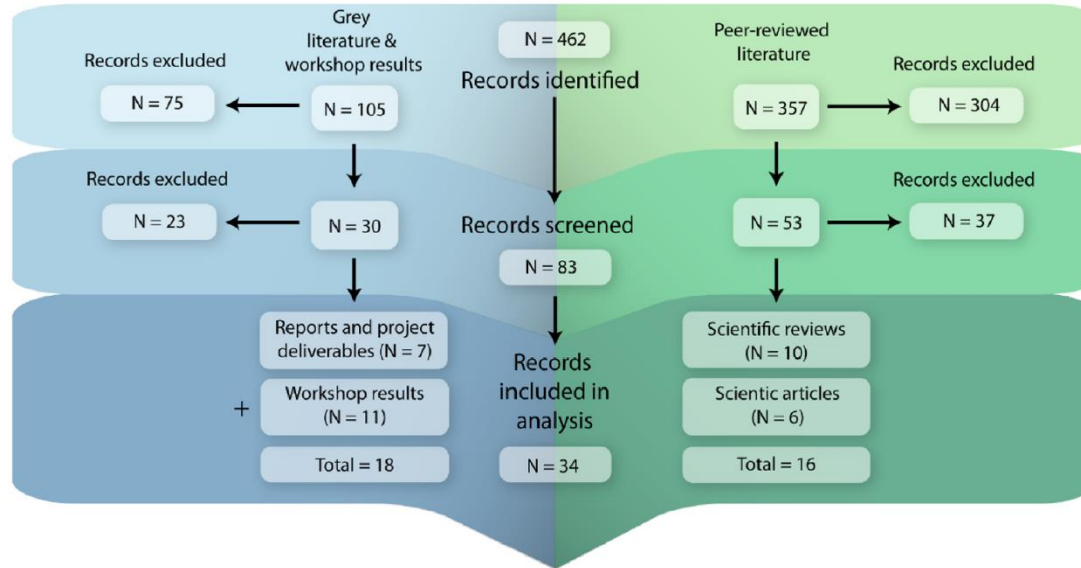 Grey
literature &
workshop results
Records excluded
N = 75
N = 105
N = 462
Records identified
Peer-reviewed
literature
N = 357
Records excluded
N = 304
Records excluded
N = 23
N = 30
Records screened
N = 83
N = 53
Records excluded
N = 37
Reports and project
deliverables (N = 7)
+
Workshop results
(N = 11)
Total = 18
Records
included in
analysis
N = 34
Scientific reviews
(N = 10)
Scientic articles
(N = 6)
Total = 16